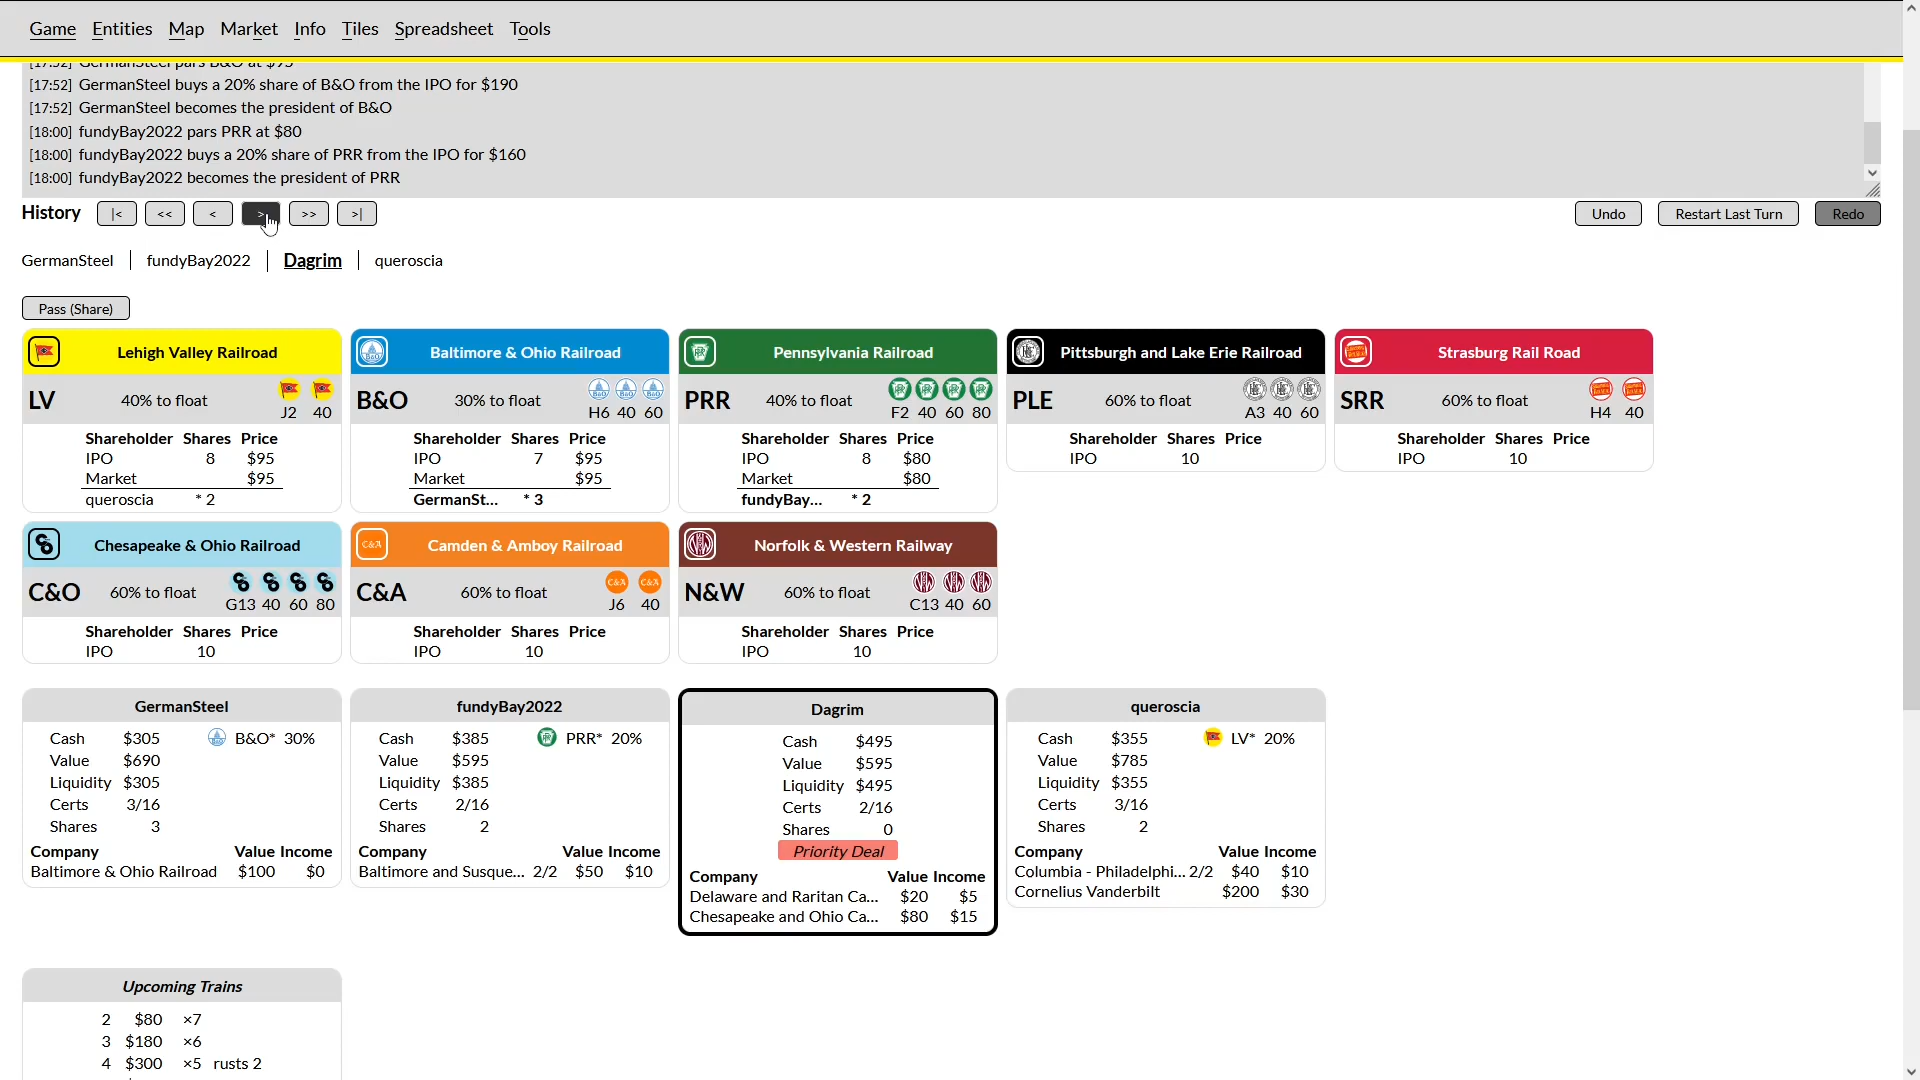 Game Entities Map Market Info Tiles Spreadsheet Tools
[17:52] GermanSteel pars B&O at $95
[17:52] GermanSteel buys a 20% share of B&O from the IPO for $190
[17:52] GermanSteel becomes the president of B&O
[18:00] fundyBay2022 pars PRR at $80
[18:00] fundyBay2022 buys a 20% share of PRR from the IPO for $160
[18:00] fundyBay2022 becomes the president of PRR
History |< << < > >> >| Undo Restart Last Turn Redo
GermanSteel fundyBay2022 Dagrim queroscia
Pass (Share)
Lehigh Valley Railroad
LV 40% to float J2 40
Shareholder Shares Price
IPO 8 $95
Market $95
queroscia * 2
Baltimore & Ohio Railroad
B&O 30% to float H6 40 60
Shareholder Shares Price
IPO 7 $95
Market $95
GermanSt... * 3
Pennsylvania Railroad
PRR 40% to float F2 40 60 80
Shareholder Shares Price
IPO 8 $80
Market $80
fundyBay... * 2
Pittsburgh and Lake Erie Railroad
PLE 60% to float A3 40 60
Shareholder Shares Price
IPO 10
Strasburg Rail Road
SRR 60% to float H4 40
Shareholder Shares Price
IPO 10
Chesapeake & Ohio Railroad
C&O 60% to float G13 40 60 80
Shareholder Shares Price
IPO 10
C&A Camden & Amboy Railroad
C&A 60% to float C&A C&A J6 40
Shareholder Shares Price
IPO 10
Norfolk & Western Railway
N&W 60% to float C13 40 60
Shareholder Shares Price
IPO 10
GermanSteel
Cash $305 B&O* 30%
Value $690
Liquidity $305
Certs 3/16
Shares 3
Company Value Income
Baltimore & Ohio Railroad $100 $0
fundyBay2022
Cash $385 PRR* 20%
Value $595
Liquidity $385
Certs 2/16
Shares 2
Company Value Income
Baltimore and Susque... 2/2 $50 $10
Dagrim
Cash $495
Value $595
Liquidity $495
Certs 2/16
Shares 0
Priority Deal
Company Value Income
Delaware and Raritan Ca... $20 $5
Chesapeake and Ohio Ca... $80 $15
queroscia
Cash $355 LV* 20%
Value $785
Liquidity $355
Certs 3/16
Shares 2
Company Value Income
Columbia - Philadelphi... 2/2 $40 $10
Cornelius Vanderbilt $200 $30
Upcoming Trains
2 $80 ×7
3 $180 ×6
4 $300 ×5 rusts 2